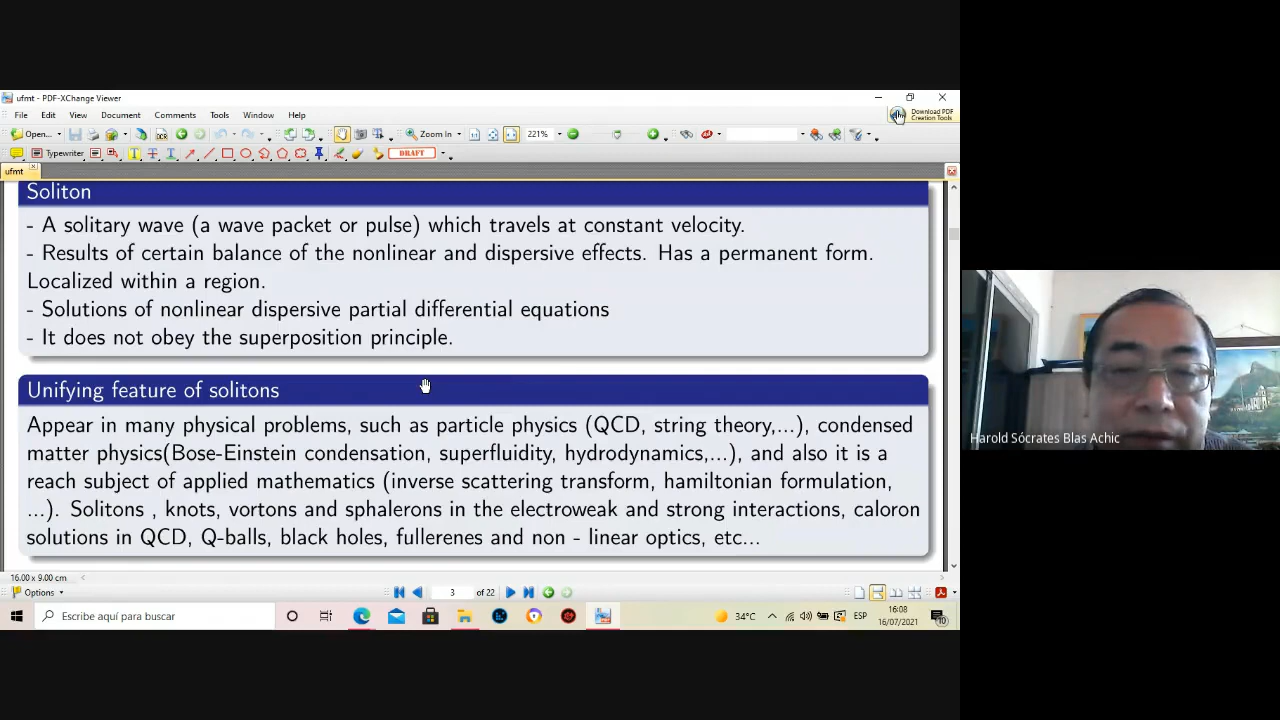 ufmt - PDF-XChange Viewer
File Edit View Document Comments Tools Window Help
Download PDF
Creation Tools
Open...
OCR
Zoom In
221%
Typewriter
DRAFT
ufmt
Soliton
- A solitary wave (a wave packet or pulse) which travels at constant velocity.
- Results of certain balance of the nonlinear and dispersive effects. Has a permanent form.
Localized within a region.
- Solutions of nonlinear dispersive partial differential equations
- It does not obey the superposition principle.
Unifying feature of solitons
Appear in many physical problems, such as particle physics (QCD, string theory,...), condensed
matter physics(Bose-Einstein condensation, superfluidity, hydrodynamics,...), and also it is a
reach subject of applied mathematics (inverse scattering transform, hamiltonian formulation,
...). Solitons , knots, vortons and sphalerons in the electroweak and strong interactions, caloron
solutions in QCD, Q-balls, black holes, fullerenes and non - linear optics, etc...
16.00 x 9.00 cm
Options
3 of 22
Escribe aquí para buscar
34°C
ESP
16:08
16/07/2021
10
Harold Sócrates Blas Achic